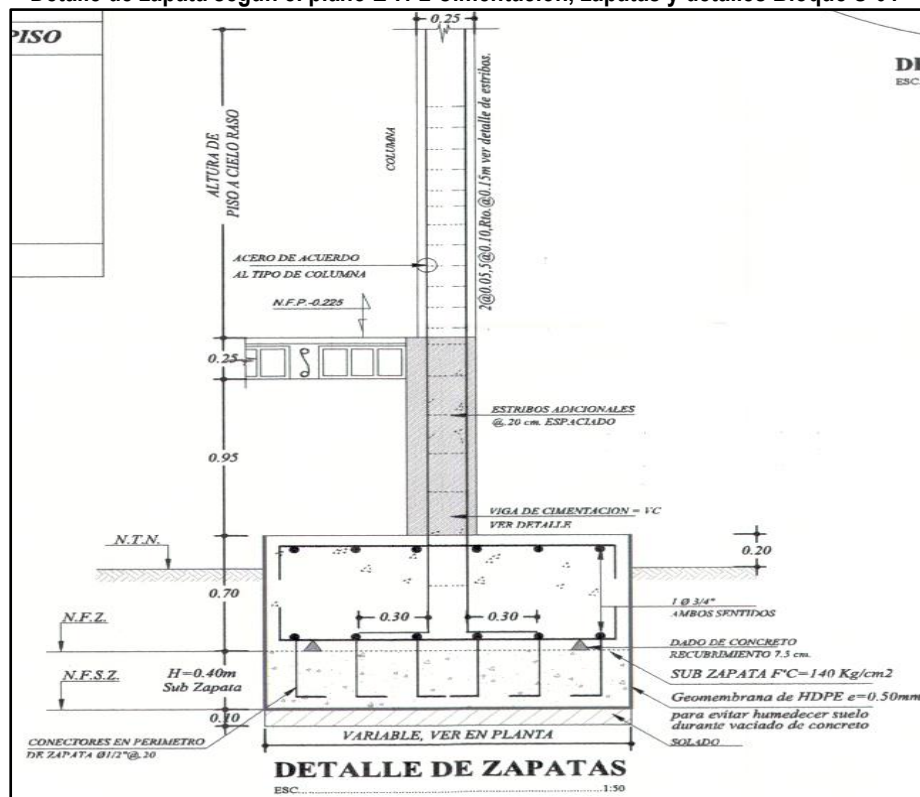 PISO
0.25
DE
ESC.
ALTURA DE
PISO A CIELO RASO
COLUMNA
2@0.05,5@0.10,Rto.@0.15m ver detalle de estribos.
ACERO DE ACUERDO
AL TIPO DE COLUMNA
N.F.P.-0.225
0.25
ESTRIBOS ADICIONALES
@.20 cm. ESPACIADO
0.95
VIGA DE CIMENTACION = VC
VER DETALLE
N.T.N.
0.20
0.70
1 Ø 3/4"
AMBOS SENTIDOS
0.30
0.30
N.F.Z.
DADO DE CONCRETO
RECUBRIMIENTO 7.5 cm.
H=0.40m
Sub Zapata
SUB ZAPATA F'C=140 Kg/cm2
N.F.S.Z.
Geomembrana de HDPE e=0.50mm
para evitar humedecer suelo
durante vaciado de concreto
0.10
SOLADO
CONECTORES EN PERIMETRO
DE ZAPATA Ø1/2"@.20
VARIABLE, VER EN PLANTA
DETALLE DE ZAPATAS
ESC. 1:50